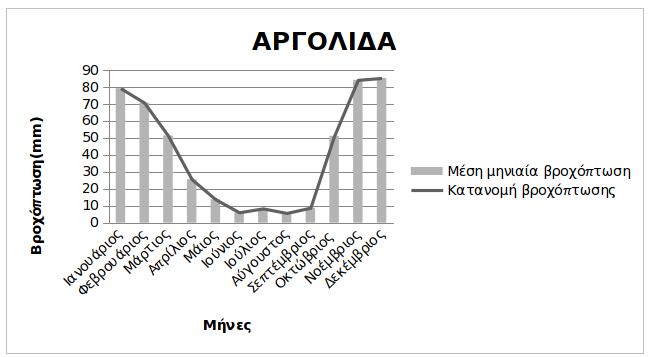 ΑΡΓΟΛΙΔΑ
90
80
70
60
50
40
30
20
10
0
Βροχόπτωση(mm)
Ιανουάριος
Φεβρουάριος
Μάρτιος
Απρίλιος
Μάιος
Ιούνιος
Ιούλιος
Αύγουστος
Σεπτέμβριος
Οκτώβριος
Νοέμβριος
Δεκέμβριος
Μήνες
Μέση μηνιαία βροχόπτωση
Κατανομή βροχόπτωσης